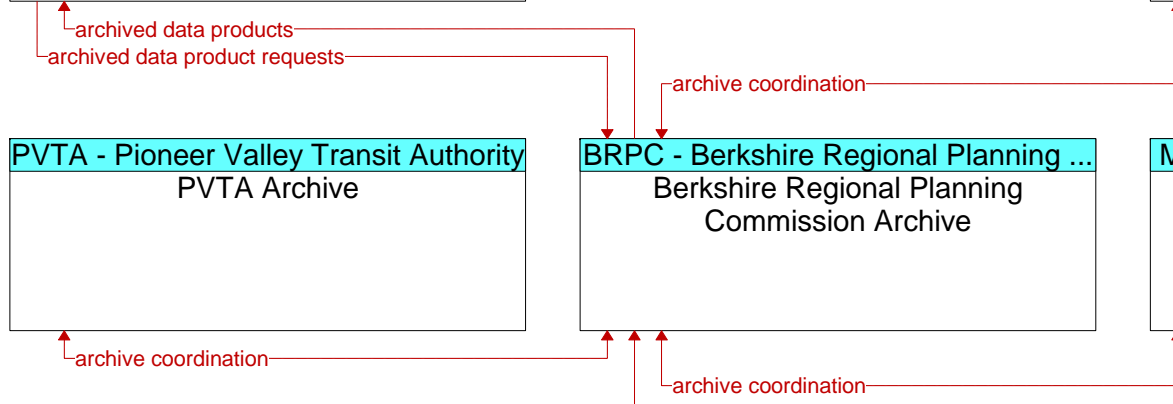 archived data products
archived data product requests
archive coordination
PVTA - Pioneer Valley Transit Authority
PVTA Archive
BRPC - Berkshire Regional Planning ...
Berkshire Regional Planning
Commission Archive
M
archive coordination
archive coordination